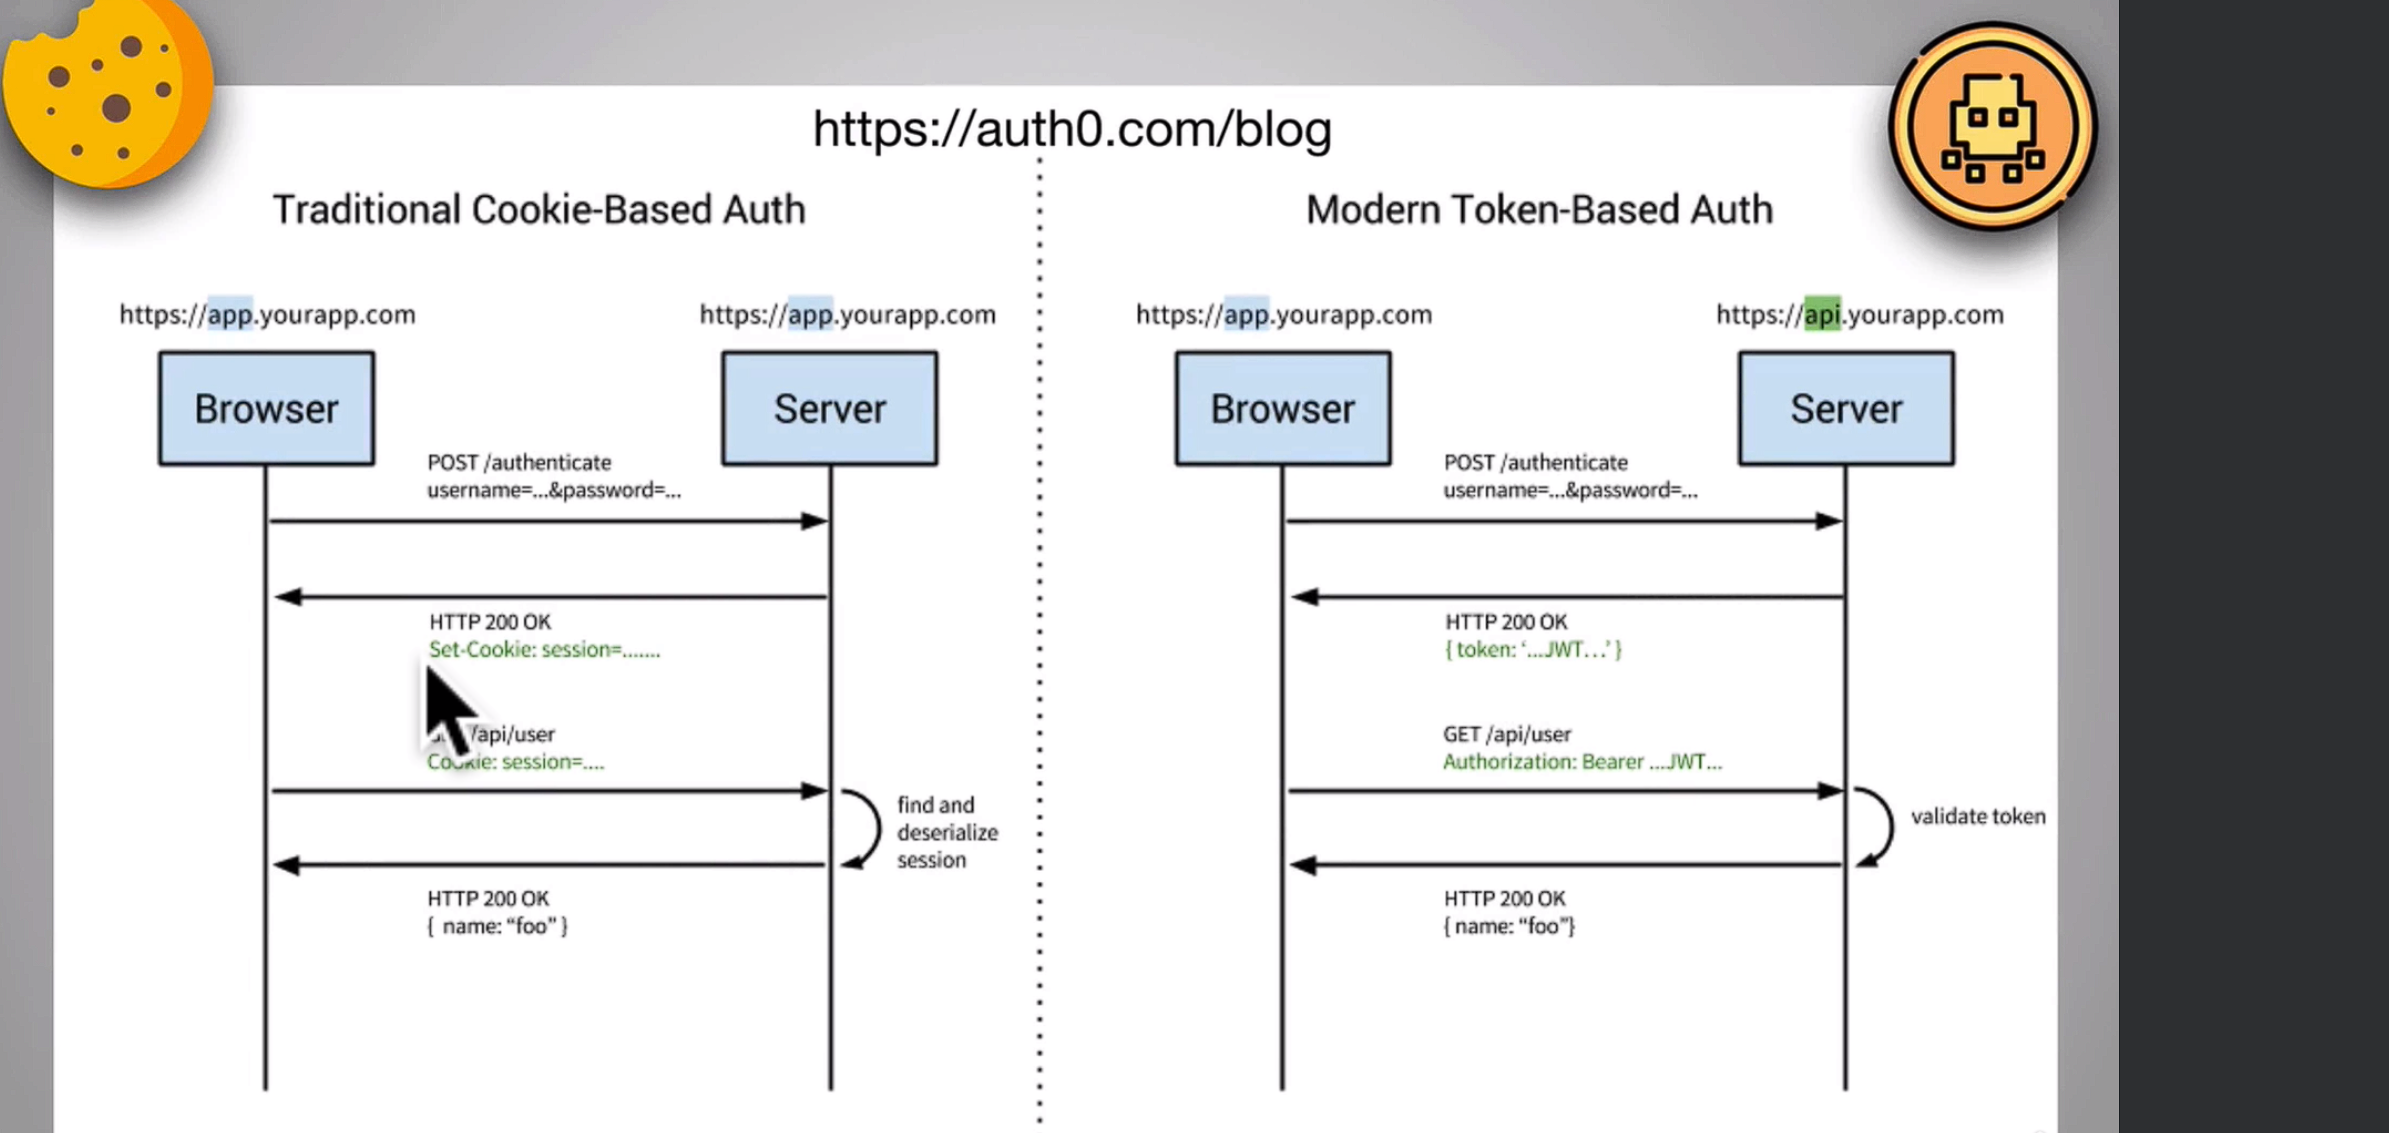 https://auth0.com/blog
Traditional Cookie-Based Auth
https://app.yourapp.com
https://app.yourapp.com
Browser
Server
POST /authenticate
username=...&password=...
HTTP 200 OK
Set-Cookie: session=.......
/api/user
Cookie: session=....
find and
deserialize
session
HTTP 200 OK
{ name: “foo” }
Modern Token-Based Auth
https://app.yourapp.com
https://api.yourapp.com
Browser
Server
POST /authenticate
username=...&password=...
HTTP 200 OK
{ token: ‘...JWT...’ }
GET /api/user
Authorization: Bearer ...JWT...
validate token
HTTP 200 OK
{ name: “foo”}